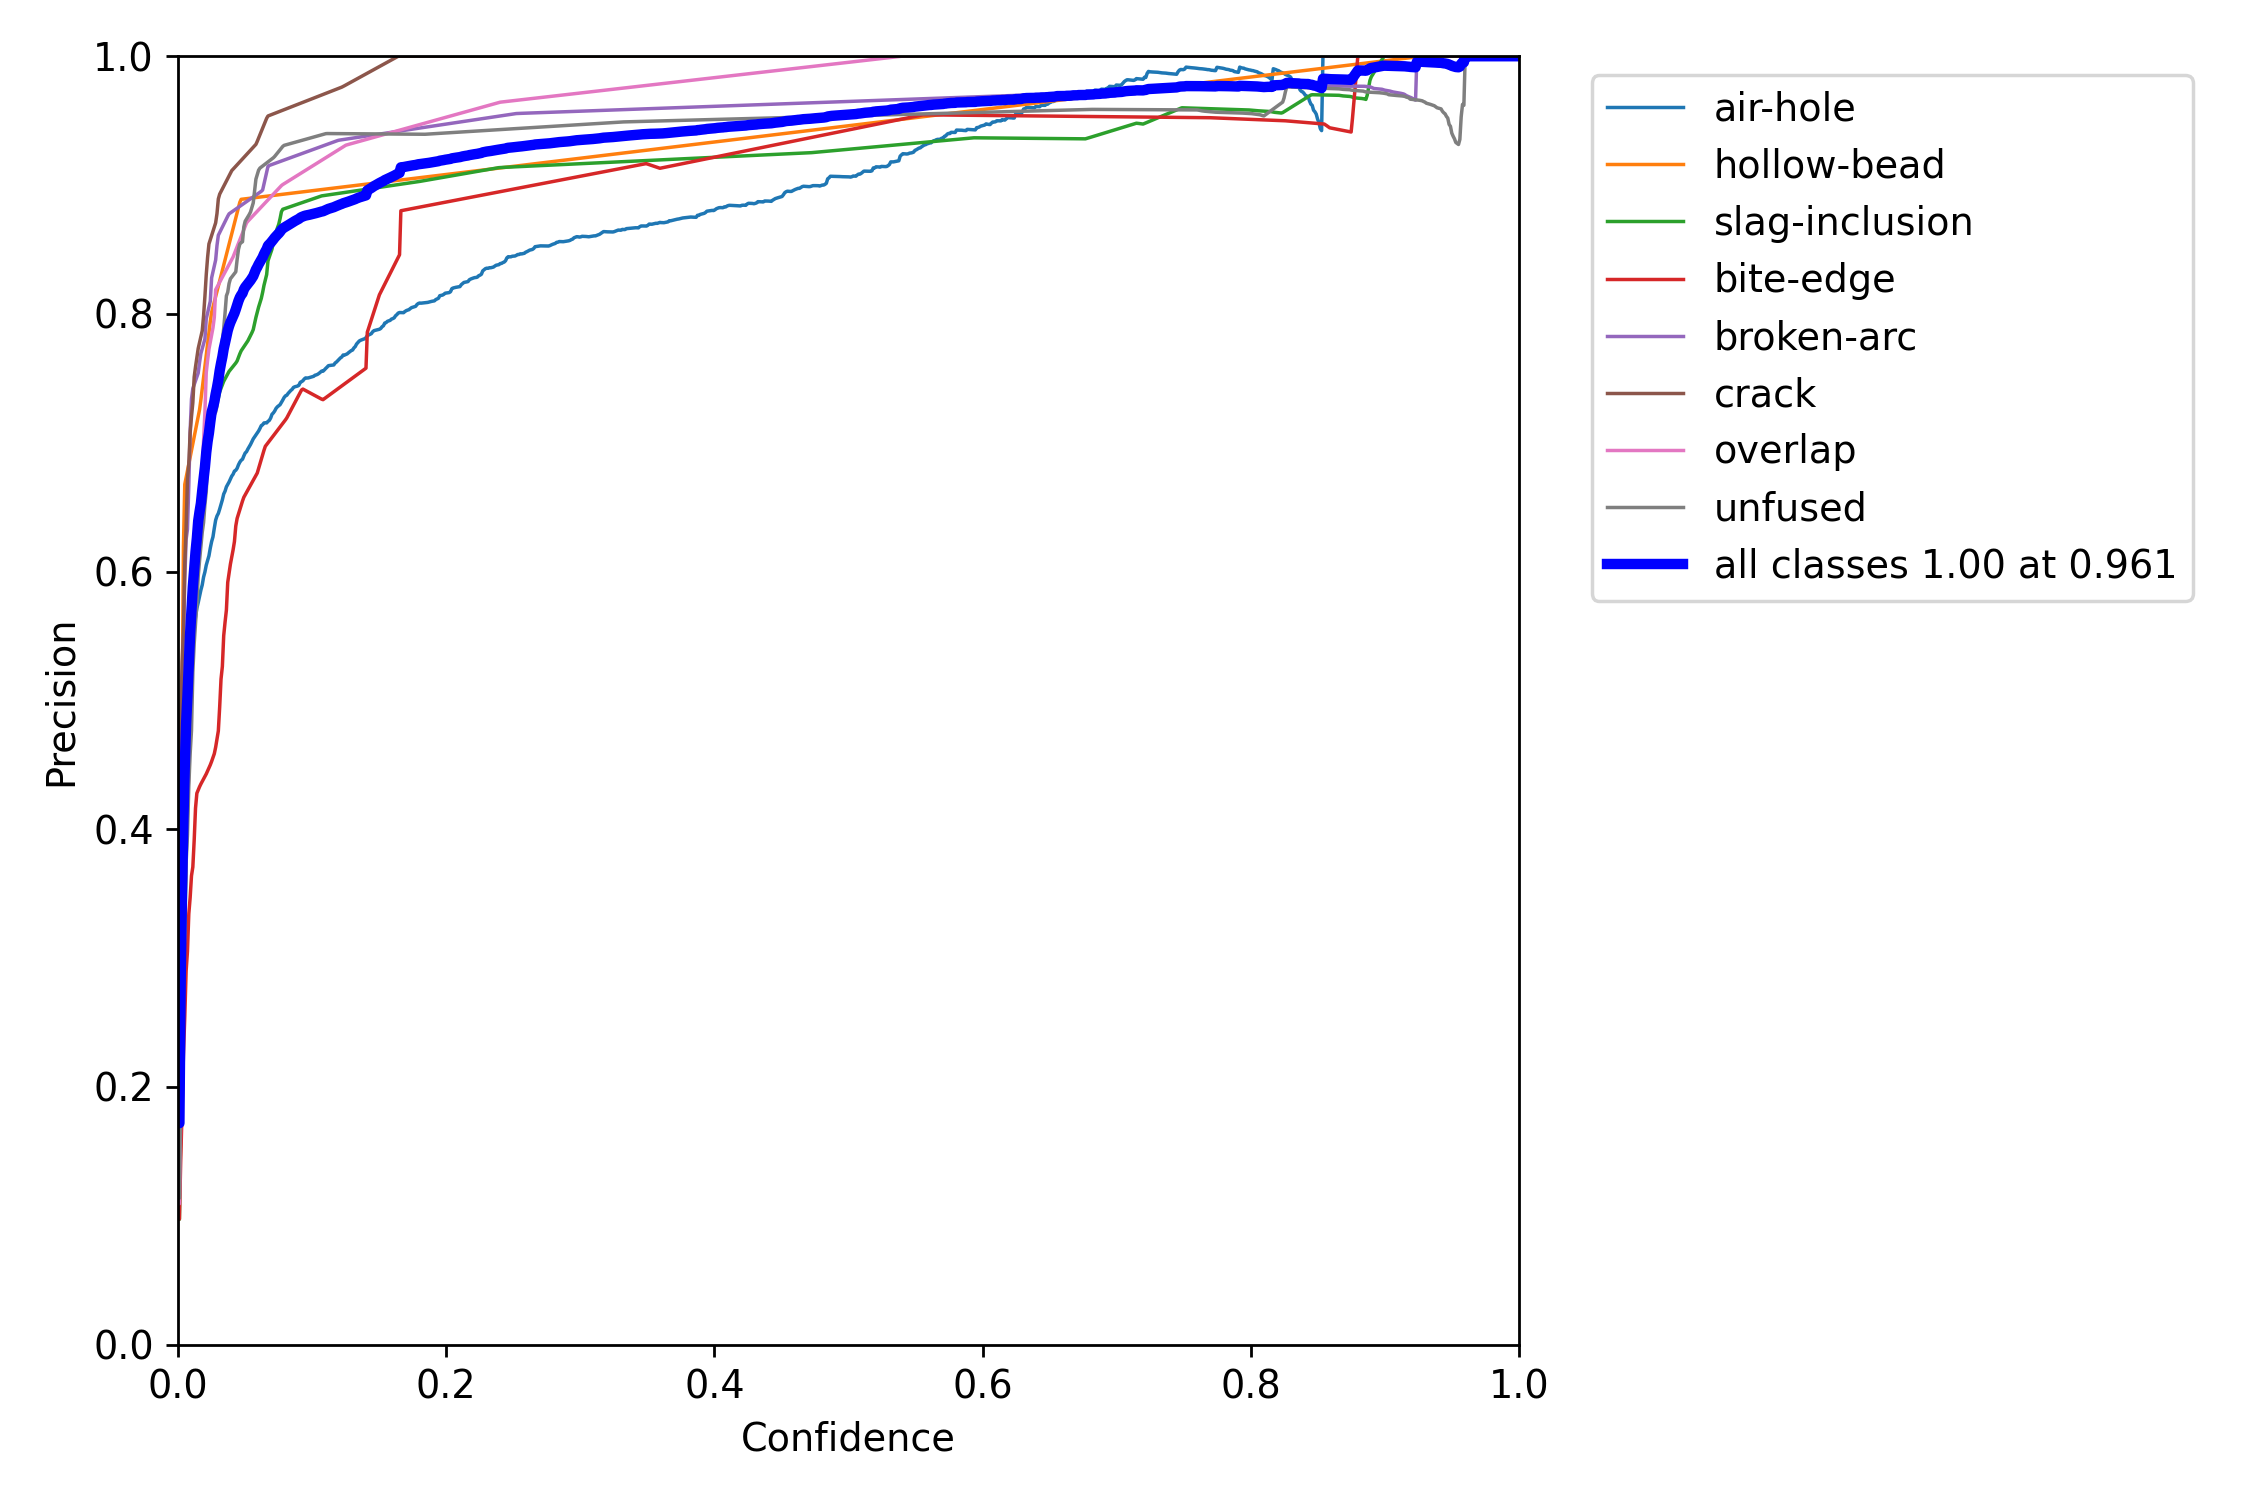 1.0
0.8
0.6
0.4
0.2
0.0
0.0 0.2 0.4 0.6 0.8 1.0
Precision
Confidence
air-hole
hollow-bead
slag-inclusion
bite-edge
broken-arc
crack
overlap
unfused
all classes 1.00 at 0.961